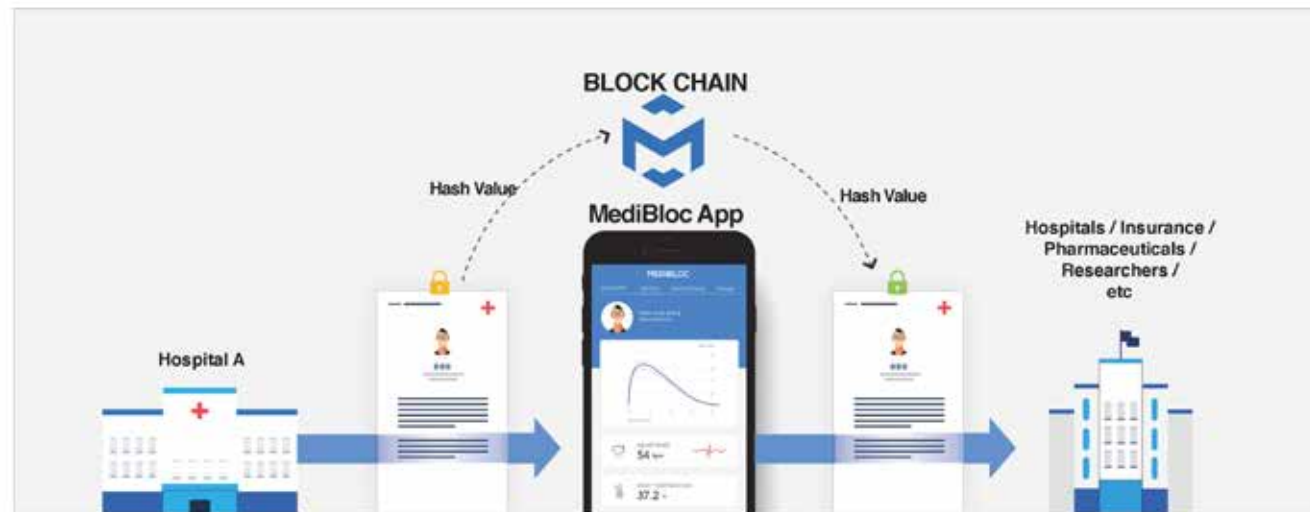 BLOCK CHAIN
Hash Value
Hash Value
MediBloc App
Hospitals / Insurance /
Pharmaceuticals /
Researchers /
etc
Hospital A
MEDIBLOC
54
37.2